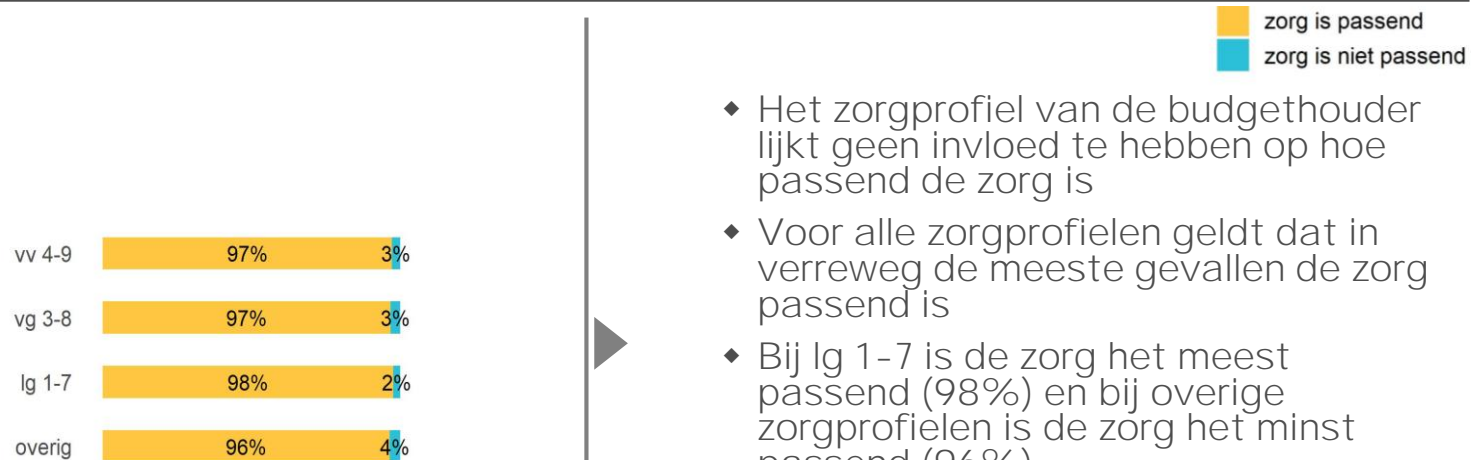 zorg is passend
zorg is niet passend
◆ Het zorgprofiel van de budgethouder
lijkt geen invloed te hebben op hoe
passend de zorg is
◆ Voor alle zorgprofielen geldt dat in
verreweg de meeste gevallen de zorg
passend is
◆ Bij lg 1-7 is de zorg het meest
passend (98%) en bij overige
zorgprofielen is de zorg het minst
passend (96%)
vv 4-9 97% 3%
vg 3-8 97% 3%
lg 1-7 98% 2%
overig 96% 4%